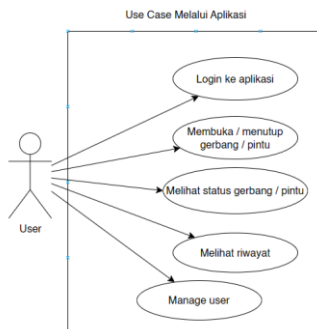 Use Case Melalui Aplikasi
Login ke aplikasi
Membuka / menutup
gerbang / pintu
Melihat status gerbang / pintu
User
Melihat riwayat
Manage user